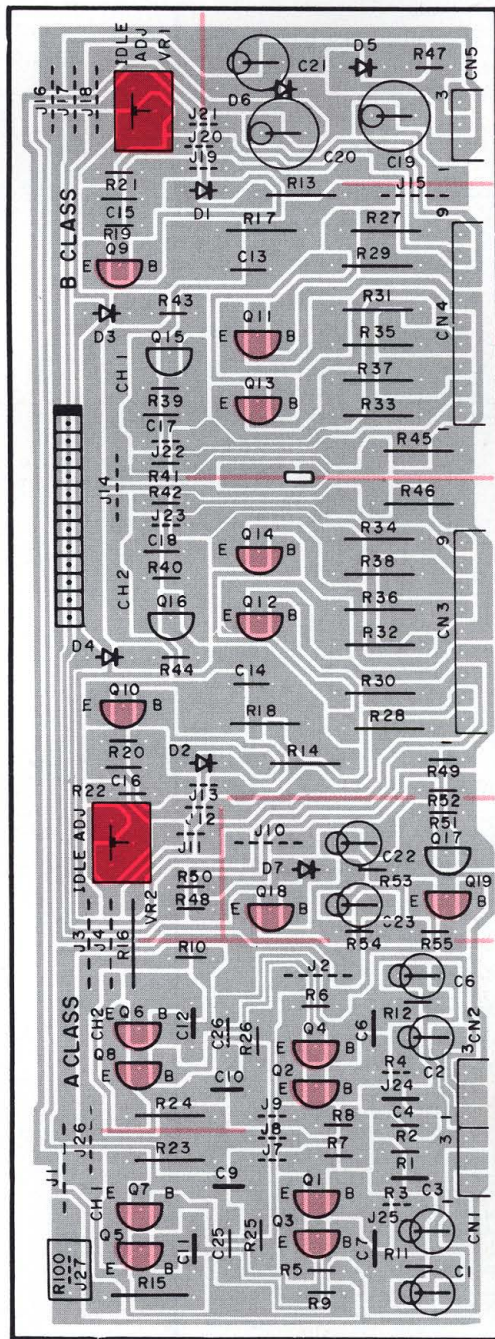 IDLE ADJ VR1
J16
J17
J18
C21
D5
R47
CN5
3
D6
J21
J20
J19
C20
C19
1
R21
C15
R19
D1
R13
J15
9
B CLASS
Q9
E B
R17
R27
C13
R29
CN4
D3
R43
R31
Q11
E B
CH1
Q15
R35
Q13
E B
R37
R39
R33
C17
1
J22
R45
R41
J14
R42
R46
J23
Q14
E B
R34
9
C18
R38
R40
CH2
Q12
E B
R36
CN3
Q16
R32
D4
R44
C14
R30
Q10
E B
R18
R28
R20
D2
R14
1
R49
R22
C16
J13
R52
IDLE ADJ
J12
R51
J11
J10
Q17
VR2
C22
D7
R53
R50
R48
Q18
E B
Q19
E B
C23
J3
J4
R16
R54
R55
R10
J2
C6
A CLASS
CH2
Q6
E B
C12
C26
R26
R6
Q4
E B
C6
R12
CN2
3
C2
Q8
E B
Q2
E B
R4
C10
J24
R24
J9
C4
J26
J8
R8
1
R23
J7
R7
R2
3
J1
R1
C9
CH1
Q7
E B
Q1
E B
R3
C3
J25
CN1
1
Q5
E B
C11
C25
R25
Q3
E B
C7
R11
R100
J27
R5
R15
R9
C1